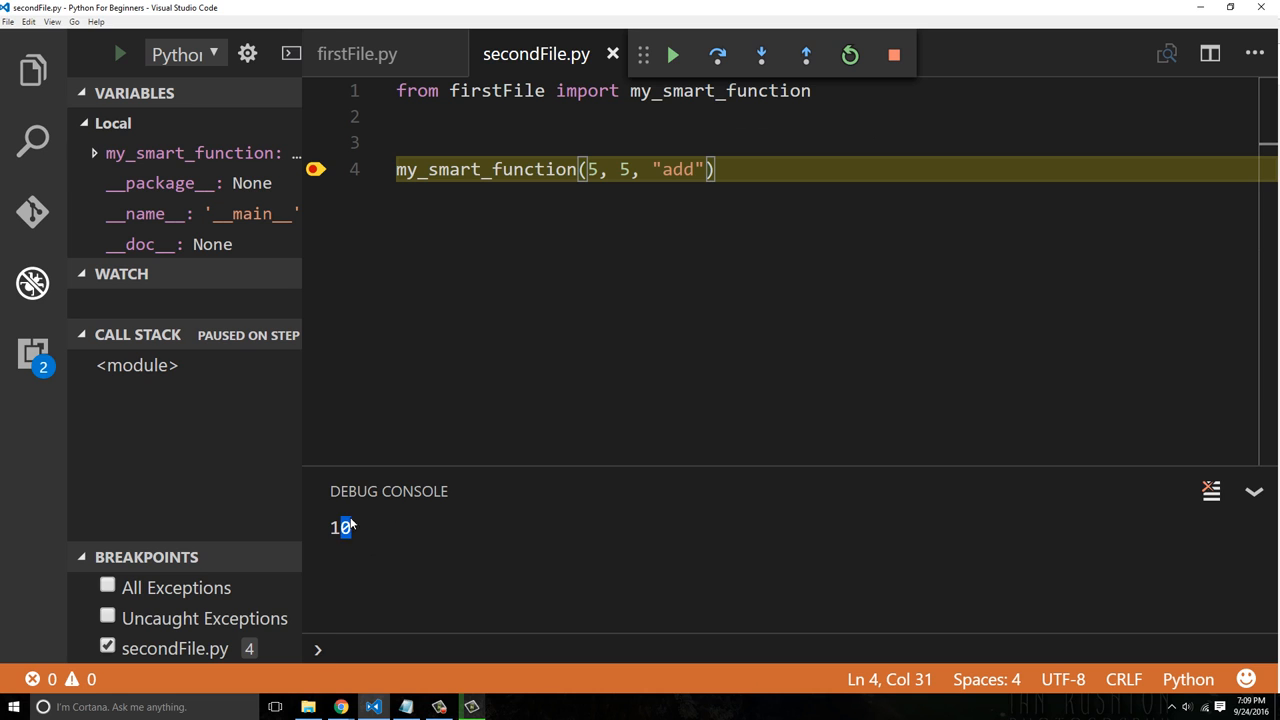 secondFile.py - Python For Beginners - Visual Studio Code
File Edit View Go Help
Python
firstFile.py
secondFile.py
VARIABLES
Local
my_smart_function: …
__package__: None
__name__: '__main__'
__doc__: None
WATCH
CALL STACK PAUSED ON STEP
<module>
BREAKPOINTS
All Exceptions
Uncaught Exceptions
secondFile.py 4
2
1 from firstFile import my_smart_function
2
3
4 my_smart_function(5, 5, "add")
DEBUG CONSOLE
10
0 0
Ln 4, Col 31 Spaces: 4 UTF-8 CRLF Python
I'm Cortana. Ask me anything.
7:09 PM
9/24/2016